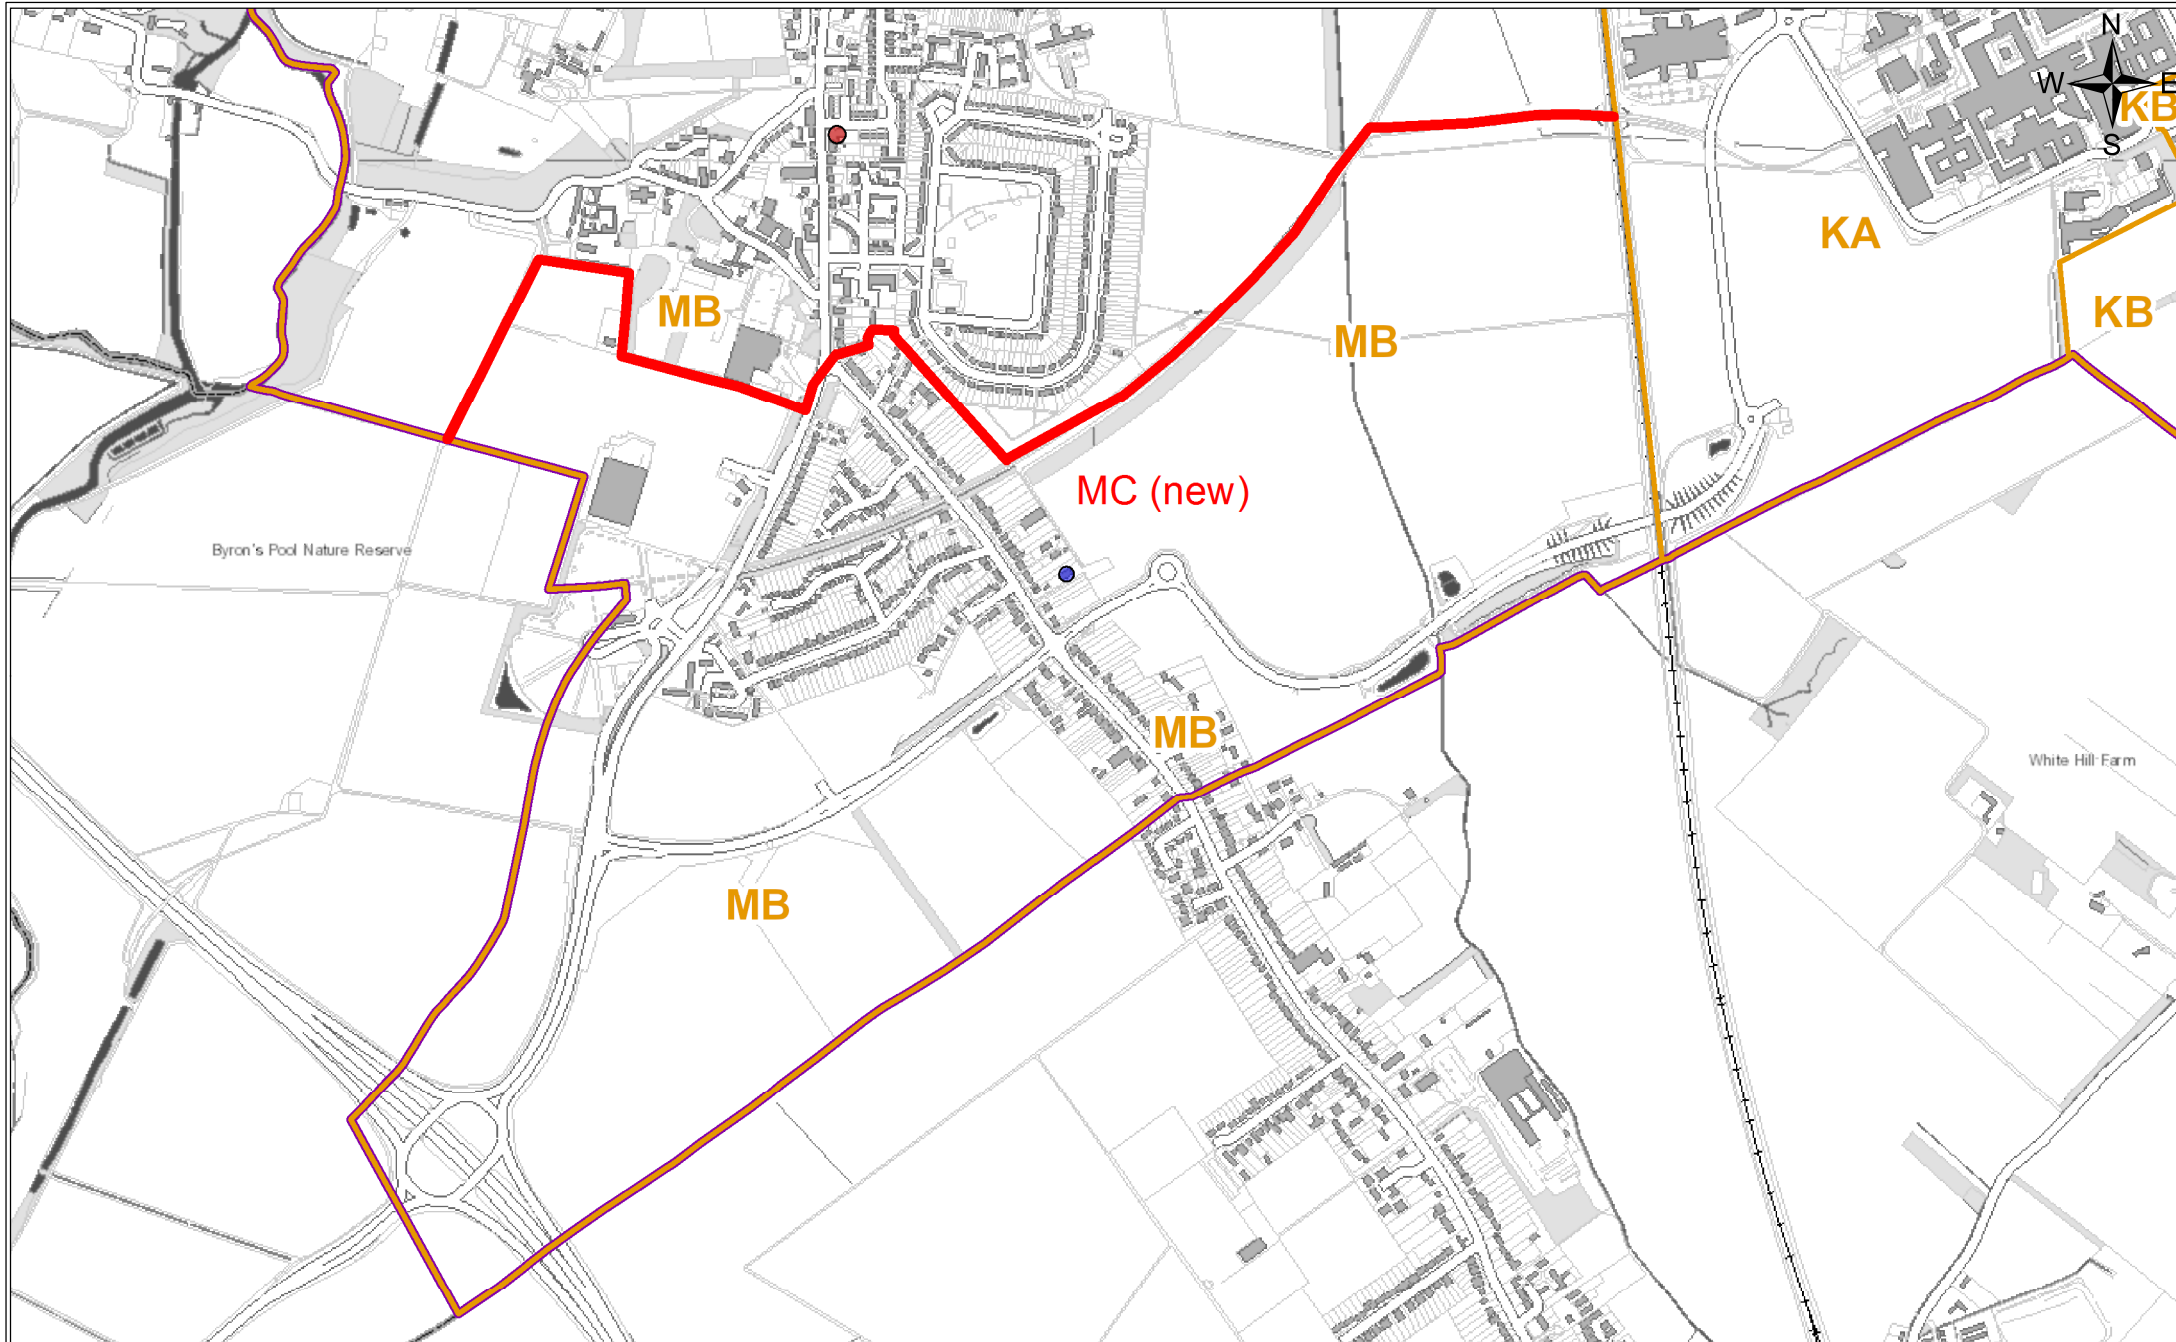 N
W E
KB
S
KA
MB
KB
MB
MC (new)
Byron's Pool Nature Reserve
MB
White Hill Farm
MB